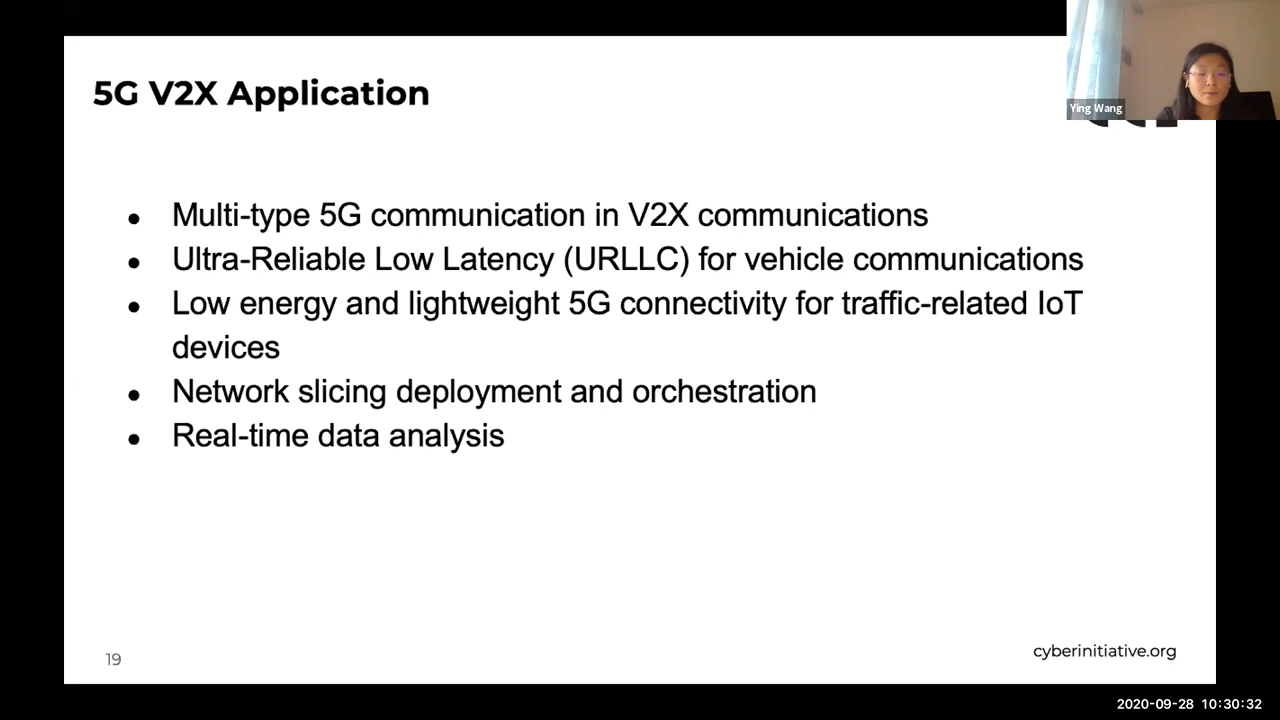 5G V2X Application
Ying Wang
● Multi-type 5G communication in V2X communications
● Ultra-Reliable Low Latency (URLLC) for vehicle communications
● Low energy and lightweight 5G connectivity for traffic-related IoT
devices
● Network slicing deployment and orchestration
● Real-time data analysis
19
cyberinitiative.org
2020-09-28 10:30:32